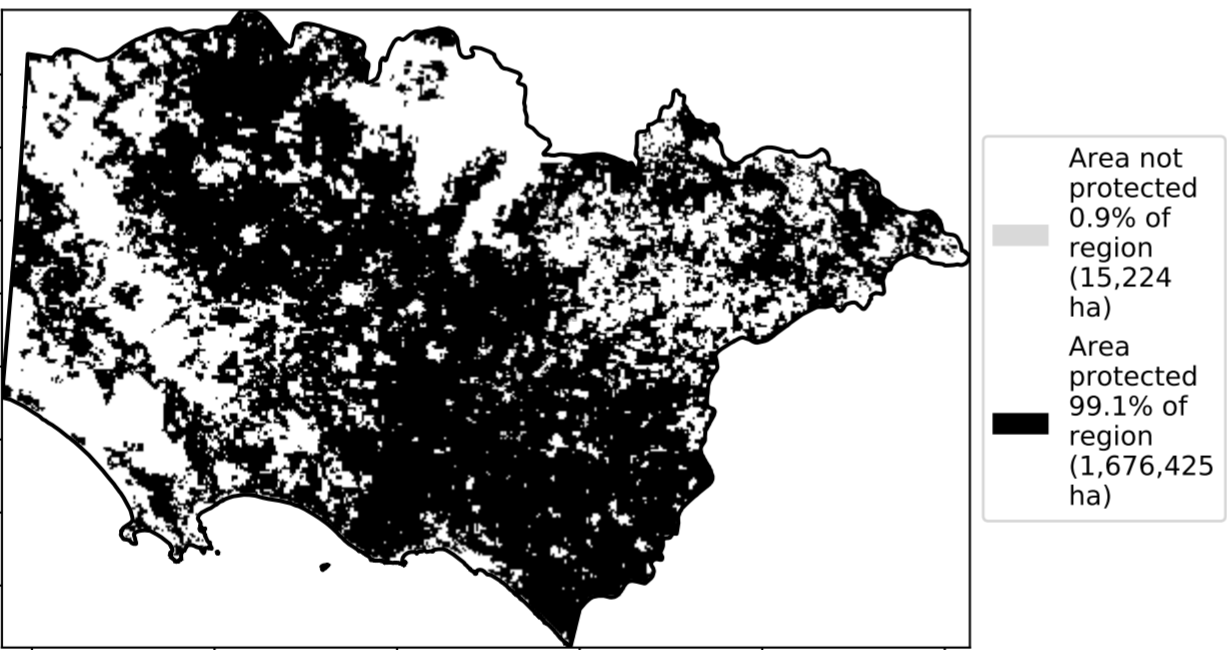 Area not
protected
0.9% of
region
(15,224
ha)
Area
protected
99.1% of
region
(1,676,425
ha)